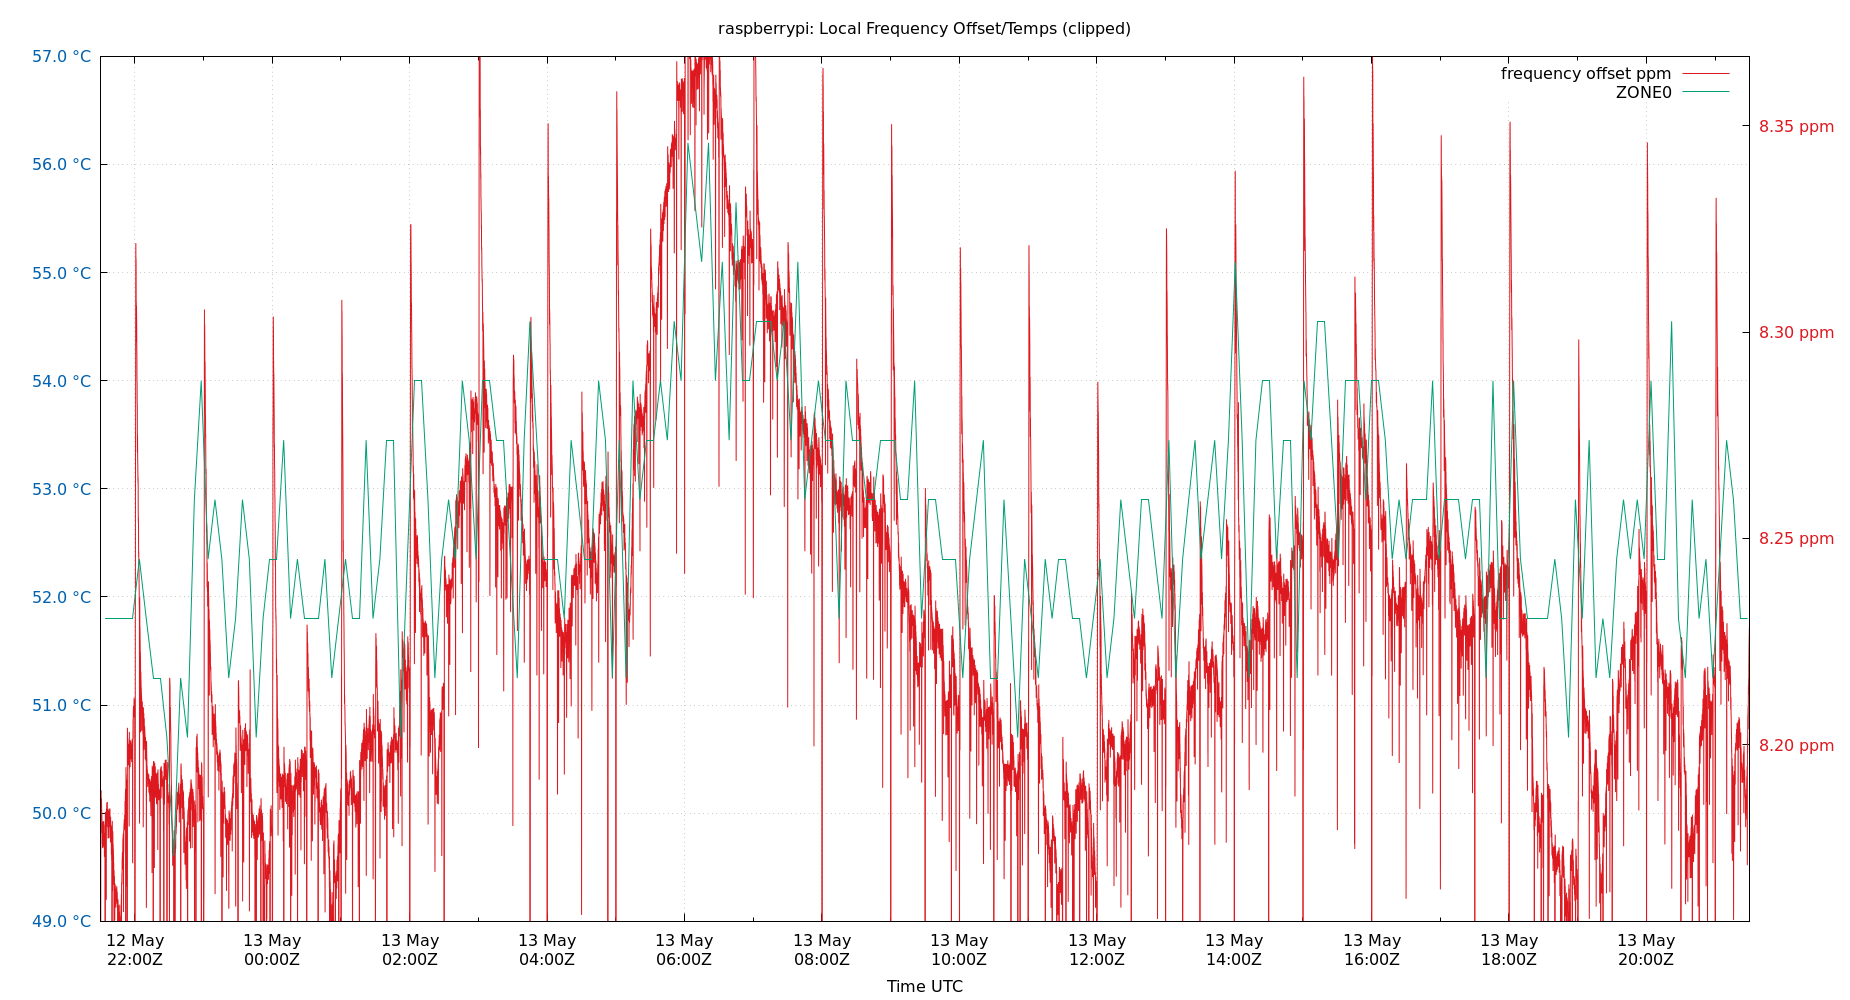 raspberrypi: Local Frequency Offset/Temps (clipped)
frequency offset ppm
ZONE0
57.0 °C
56.0 °C
55.0 °C
54.0 °C
53.0 °C
52.0 °C
51.0 °C
50.0 °C
49.0 °C
8.35 ppm
8.30 ppm
8.25 ppm
8.20 ppm
12 May 13 May 13 May 13 May 13 May 13 May 13 May 13 May 13 May 13 May 13 May 13 May
22:00Z 00:00Z 02:00Z 04:00Z 06:00Z 08:00Z 10:00Z 12:00Z 14:00Z 16:00Z 18:00Z 20:00Z
Time UTC